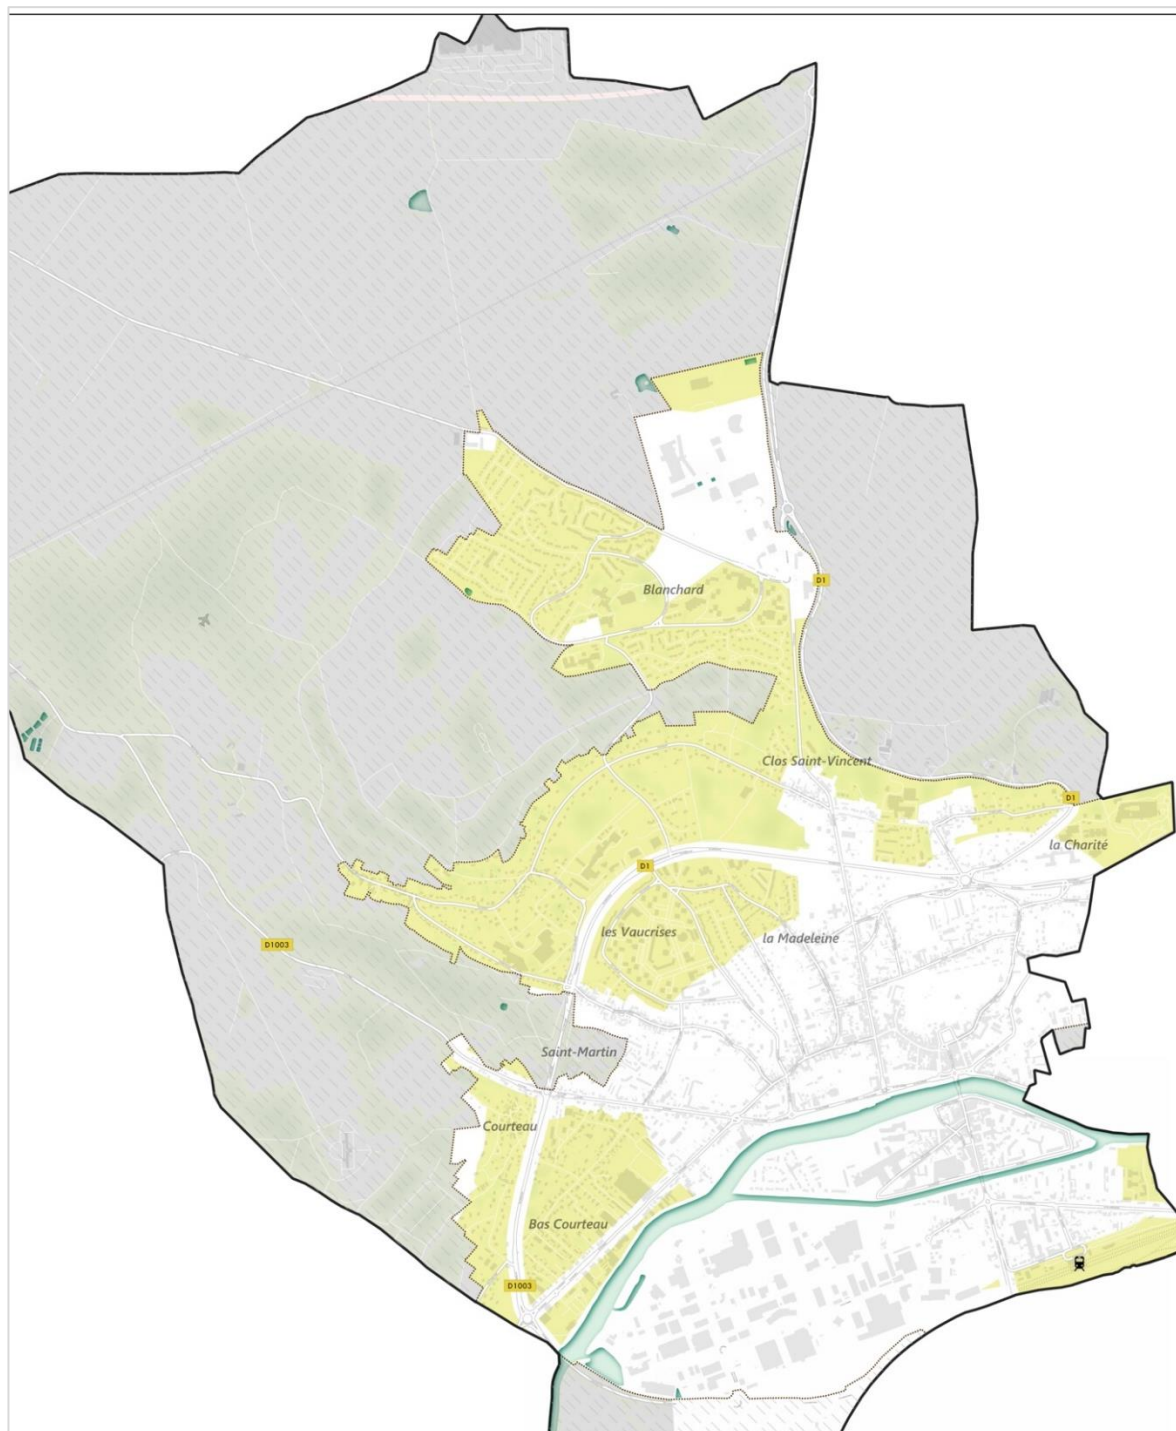 Blanchard
D1
Clos Saint-Vincent
D1
la Charité
D1
les Vaucrises
la Madeleine
D1003
Saint-Martin
Courteau
Bas Courteau
D1003